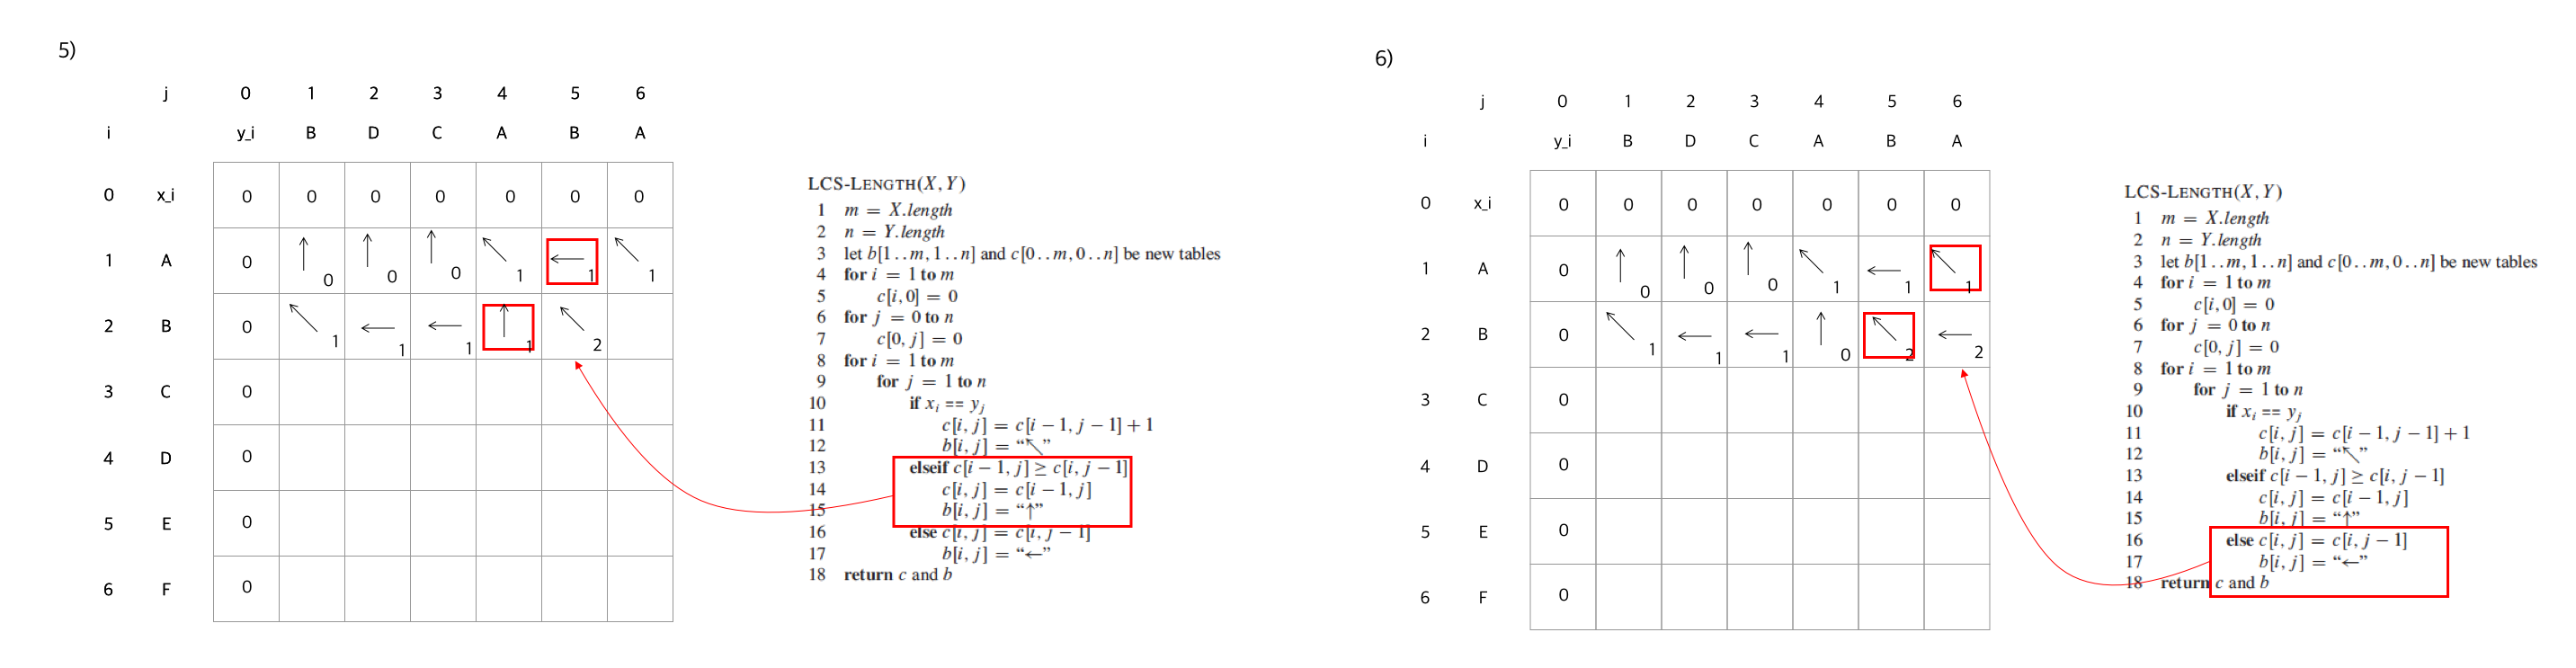 5)
j 0 1 2 3 4 5 6
i y_i B D C A B A
0 x_i 0 0 0 0 0 0 0
1 A 0 ↑ 0 ↑ 0 ↑ 0 ↖ 1 ← 1 ↖ 1
2 B 0 ↖ 1 ← 1 ← 1 ↑ 1 ↖ 2
3 C 0
4 D 0
5 E 0
6 F 0
LCS-LENGTH(X, Y)
1 m = X.length
2 n = Y.length
3 let b[1..m, 1..n] and c[0..m, 0..n] be new tables
4 for i = 1 to m
5 c[i, 0] = 0
6 for j = 0 to n
7 c[0, j] = 0
8 for i = 1 to m
9 for j = 1 to n
10 if x_i == y_j
11 c[i, j] = c[i − 1, j − 1] + 1
12 b[i, j] = “↖”
13 elseif c[i − 1, j] ≥ c[i, j − 1]
14 c[i, j] = c[i − 1, j]
15 b[i, j] = “↑”
16 else c[i, j] = c[i, j − 1]
17 b[i, j] = “←”
18 return c and b
6)
j 0 1 2 3 4 5 6
i y_i B D C A B A
0 x_i 0 0 0 0 0 0 0
1 A 0 ↑ 0 ↑ 0 ↑ 0 ↖ 1 ← 1 ↖ 1
2 B 0 ↖ 1 ← 1 ← 1 ↑ 0 ↖ 2 ← 2
3 C 0
4 D 0
5 E 0
6 F 0
LCS-LENGTH(X, Y)
1 m = X.length
2 n = Y.length
3 let b[1..m, 1..n] and c[0..m, 0..n] be new tables
4 for i = 1 to m
5 c[i, 0] = 0
6 for j = 0 to n
7 c[0, j] = 0
8 for i = 1 to m
9 for j = 1 to n
10 if x_i == y_j
11 c[i, j] = c[i − 1, j − 1] + 1
12 b[i, j] = “↖”
13 elseif c[i − 1, j] ≥ c[i, j − 1]
14 c[i, j] = c[i − 1, j]
15 b[i, j] = “↑”
16 else c[i, j] = c[i, j − 1]
17 b[i, j] = “←”
18 return c and b